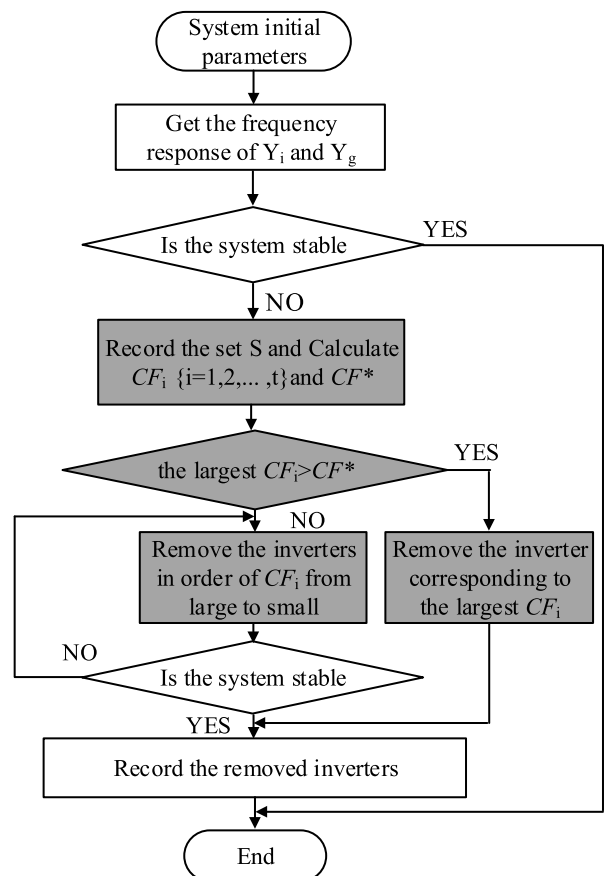 System initial
parameters
Get the frequency
response of Yi and Yg
Is the system stable
YES
NO
Record the set S and Calculate
CFi {i=1,2,... ,t}and CF*
the largest CFi>CF*
YES
NO
Remove the inverters
in order of CFi from
large to small
Remove the inverter
corresponding to
the largest CFi
NO
Is the system stable
YES
Record the removed inverters
End